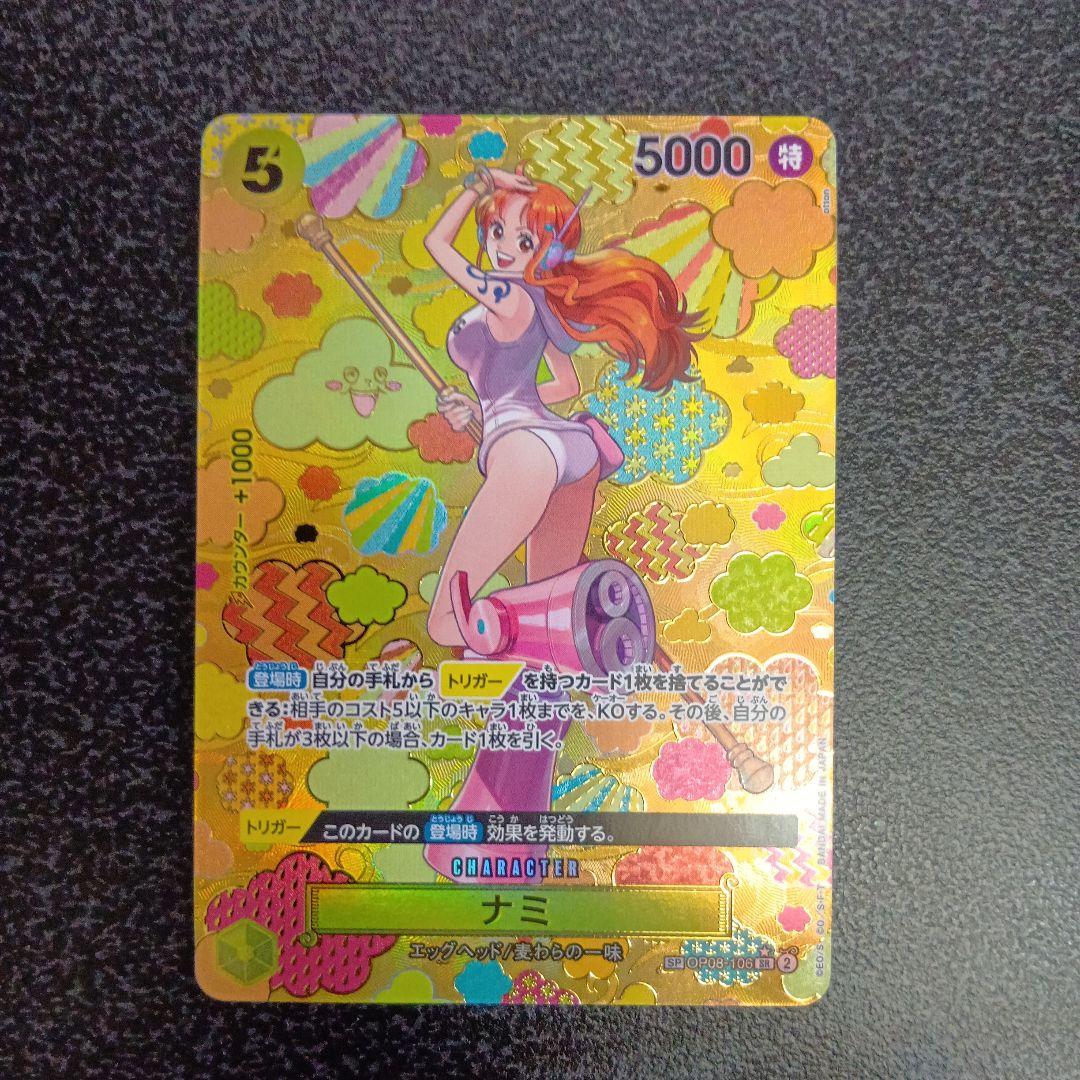 5
5000 特
otton
カウンター +1000
登場時 自分の手札から トリガー を持つカード1枚を捨てることがで
きる:相手のコスト5以下のキャラ1枚までを、KOする。その後、自分の
手札が3枚以下の場合、カード1枚を引く。
トリガー このカードの 登場時 効果を発動する。
CHARACTER
ナミ
エッグヘッド/麦わらの一味
SP OP08-106 SR 2
BANDAI MADE IN JAPAN